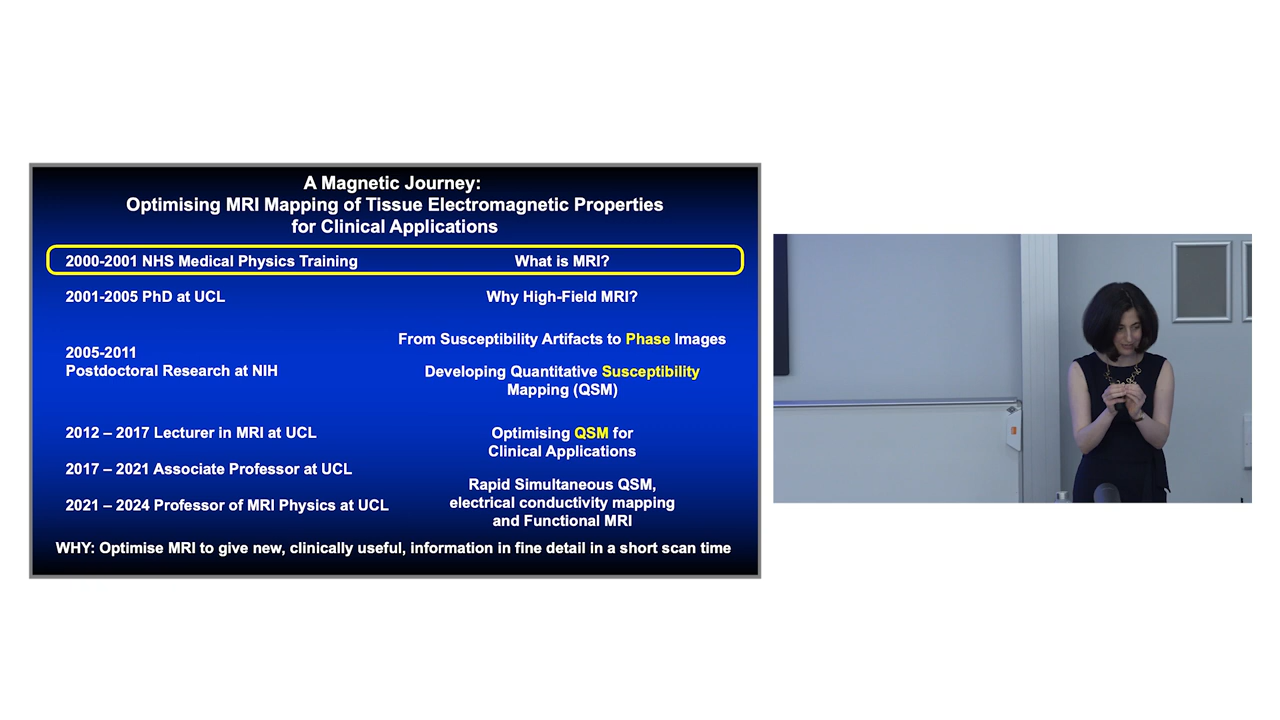 A Magnetic Journey:
Optimising MRI Mapping of Tissue Electromagnetic Properties
for Clinical Applications
2000-2001 NHS Medical Physics Training
What is MRI?
2001-2005 PhD at UCL
Why High-Field MRI?
2005-2011
Postdoctoral Research at NIH
From Susceptibility Artifacts to Phase Images
Developing Quantitative Susceptibility
Mapping (QSM)
2012 – 2017 Lecturer in MRI at UCL
Optimising QSM for
Clinical Applications
2017 – 2021 Associate Professor at UCL
2021 – 2024 Professor of MRI Physics at UCL
Rapid Simultaneous QSM,
electrical conductivity mapping
and Functional MRI
WHY: Optimise MRI to give new, clinically useful, information in fine detail in a short scan time